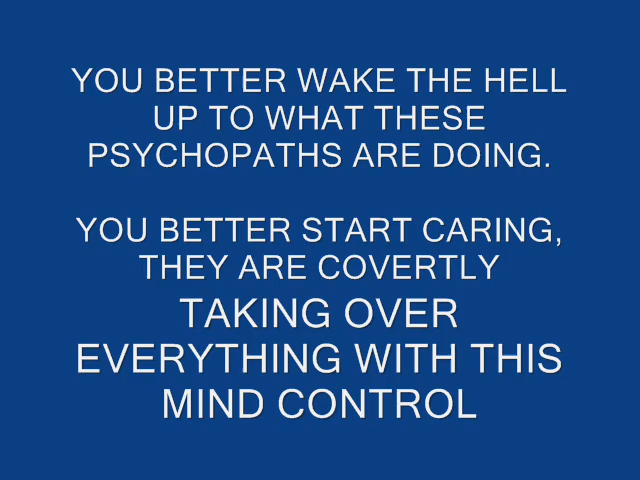 YOU BETTER WAKE THE HELL
UP TO WHAT THESE
PSYCHOPATHS ARE DOING.
YOU BETTER START CARING,
THEY ARE COVERTLY
TAKING OVER
EVERYTHING WITH THIS
MIND CONTROL